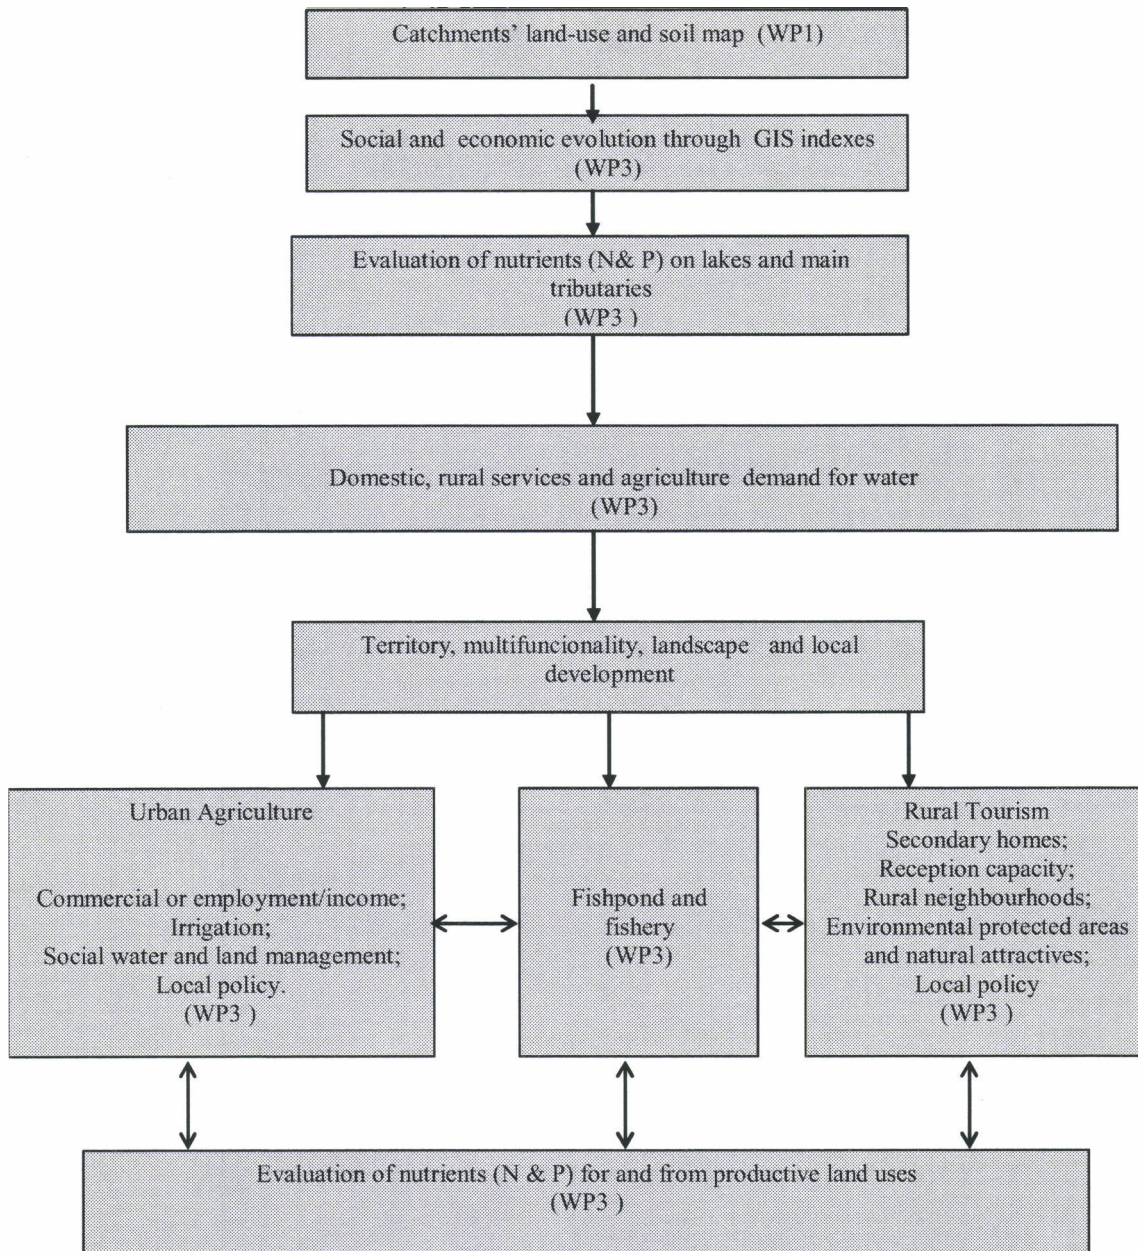 Catchments’ land-use and soil map (WP1)
Social and economic evolution through GIS indexes
(WP3)
Evaluation of nutrients (N& P) on lakes and main
tributaries
(WP3 )
Domestic, rural services and agriculture demand for water
(WP3)
Territory, multifuncionality, landscape and local
development
Urban Agriculture
Commercial or employment/income;
Irrigation;
Social water and land management;
Local policy.
(WP3 )
Fishpond and
fishery
(WP3)
Rural Tourism
Secondary homes;
Reception capacity;
Rural neighbourhoods;
Environmental protected areas
and natural attractives;
Local policy
(WP3 )
Evaluation of nutrients (N & P) for and from productive land uses
(WP3 )